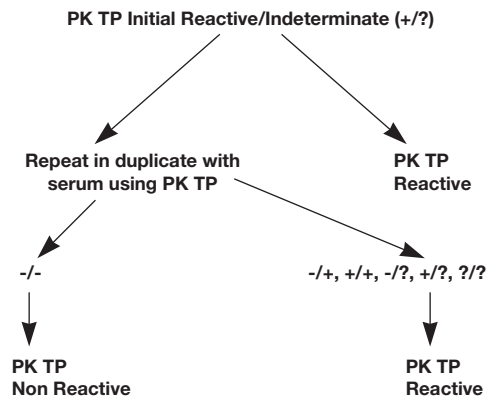 PK TP Initial Reactive/Indeterminate (+/?)
Repeat in duplicate with
serum using PK TP
PK TP
Reactive
-/-
-/+, +/+, -/?, +/?, ?/?
PK TP
Non Reactive
PK TP
Reactive